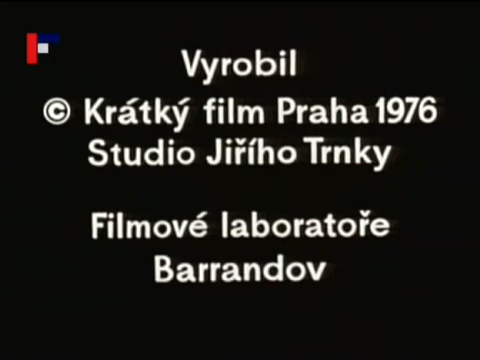 Vyrobil
© Krátký film Praha 1976
Studio Jiřího Trnky
Filmové laboratoře
Barrandov